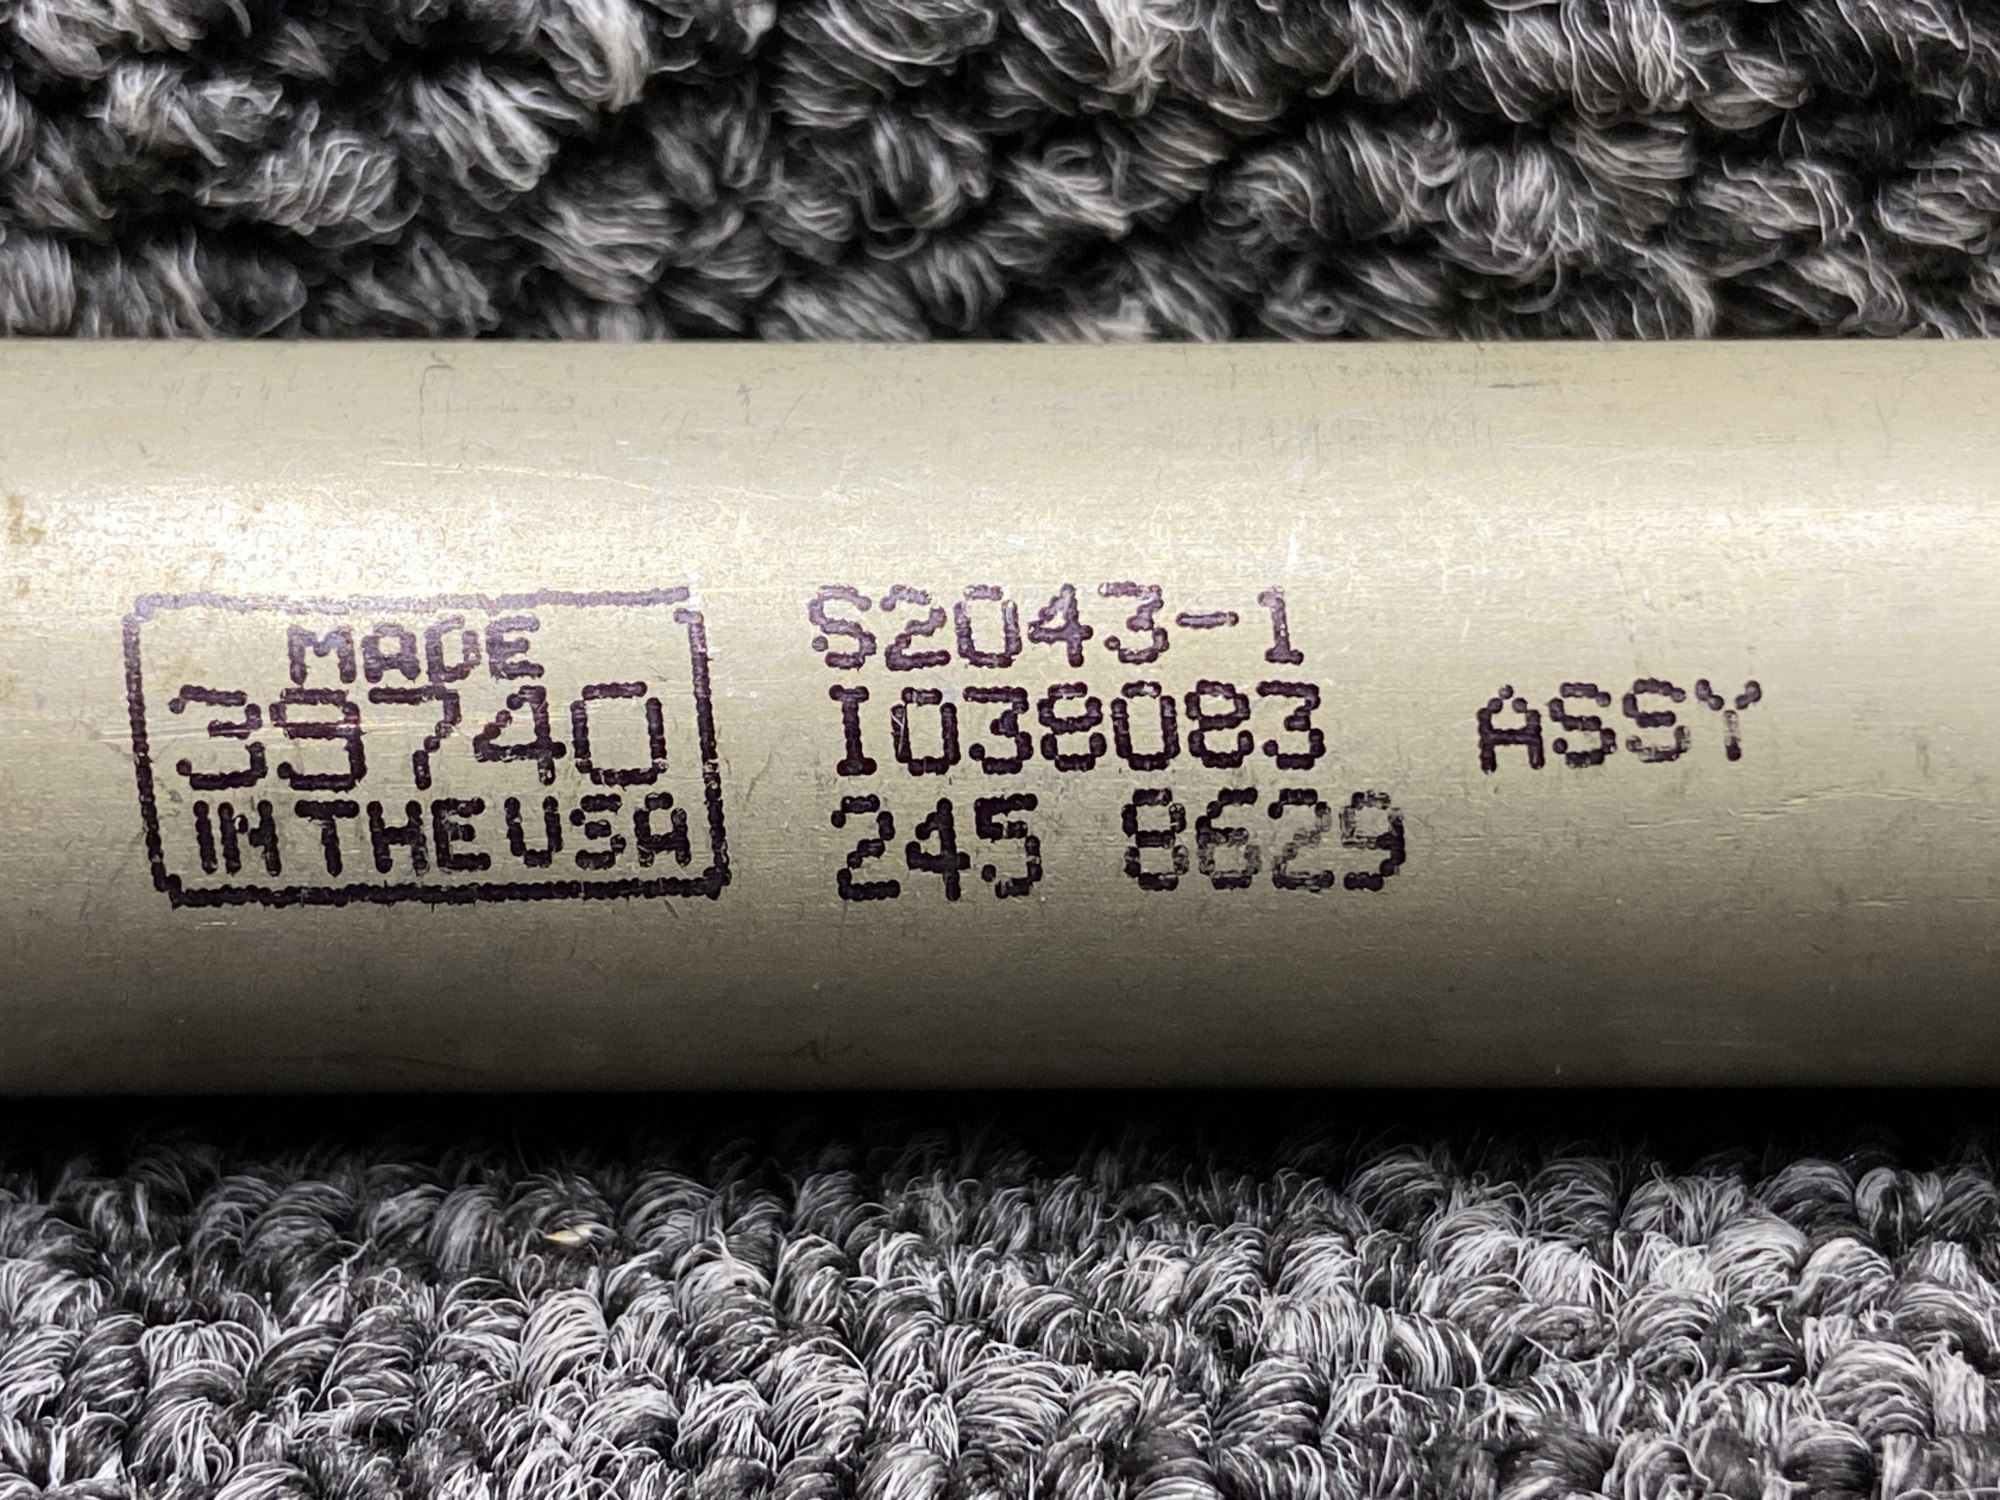 MADE
39740
IN THE USA
S2043-1
I038083 ASSY
245 8629